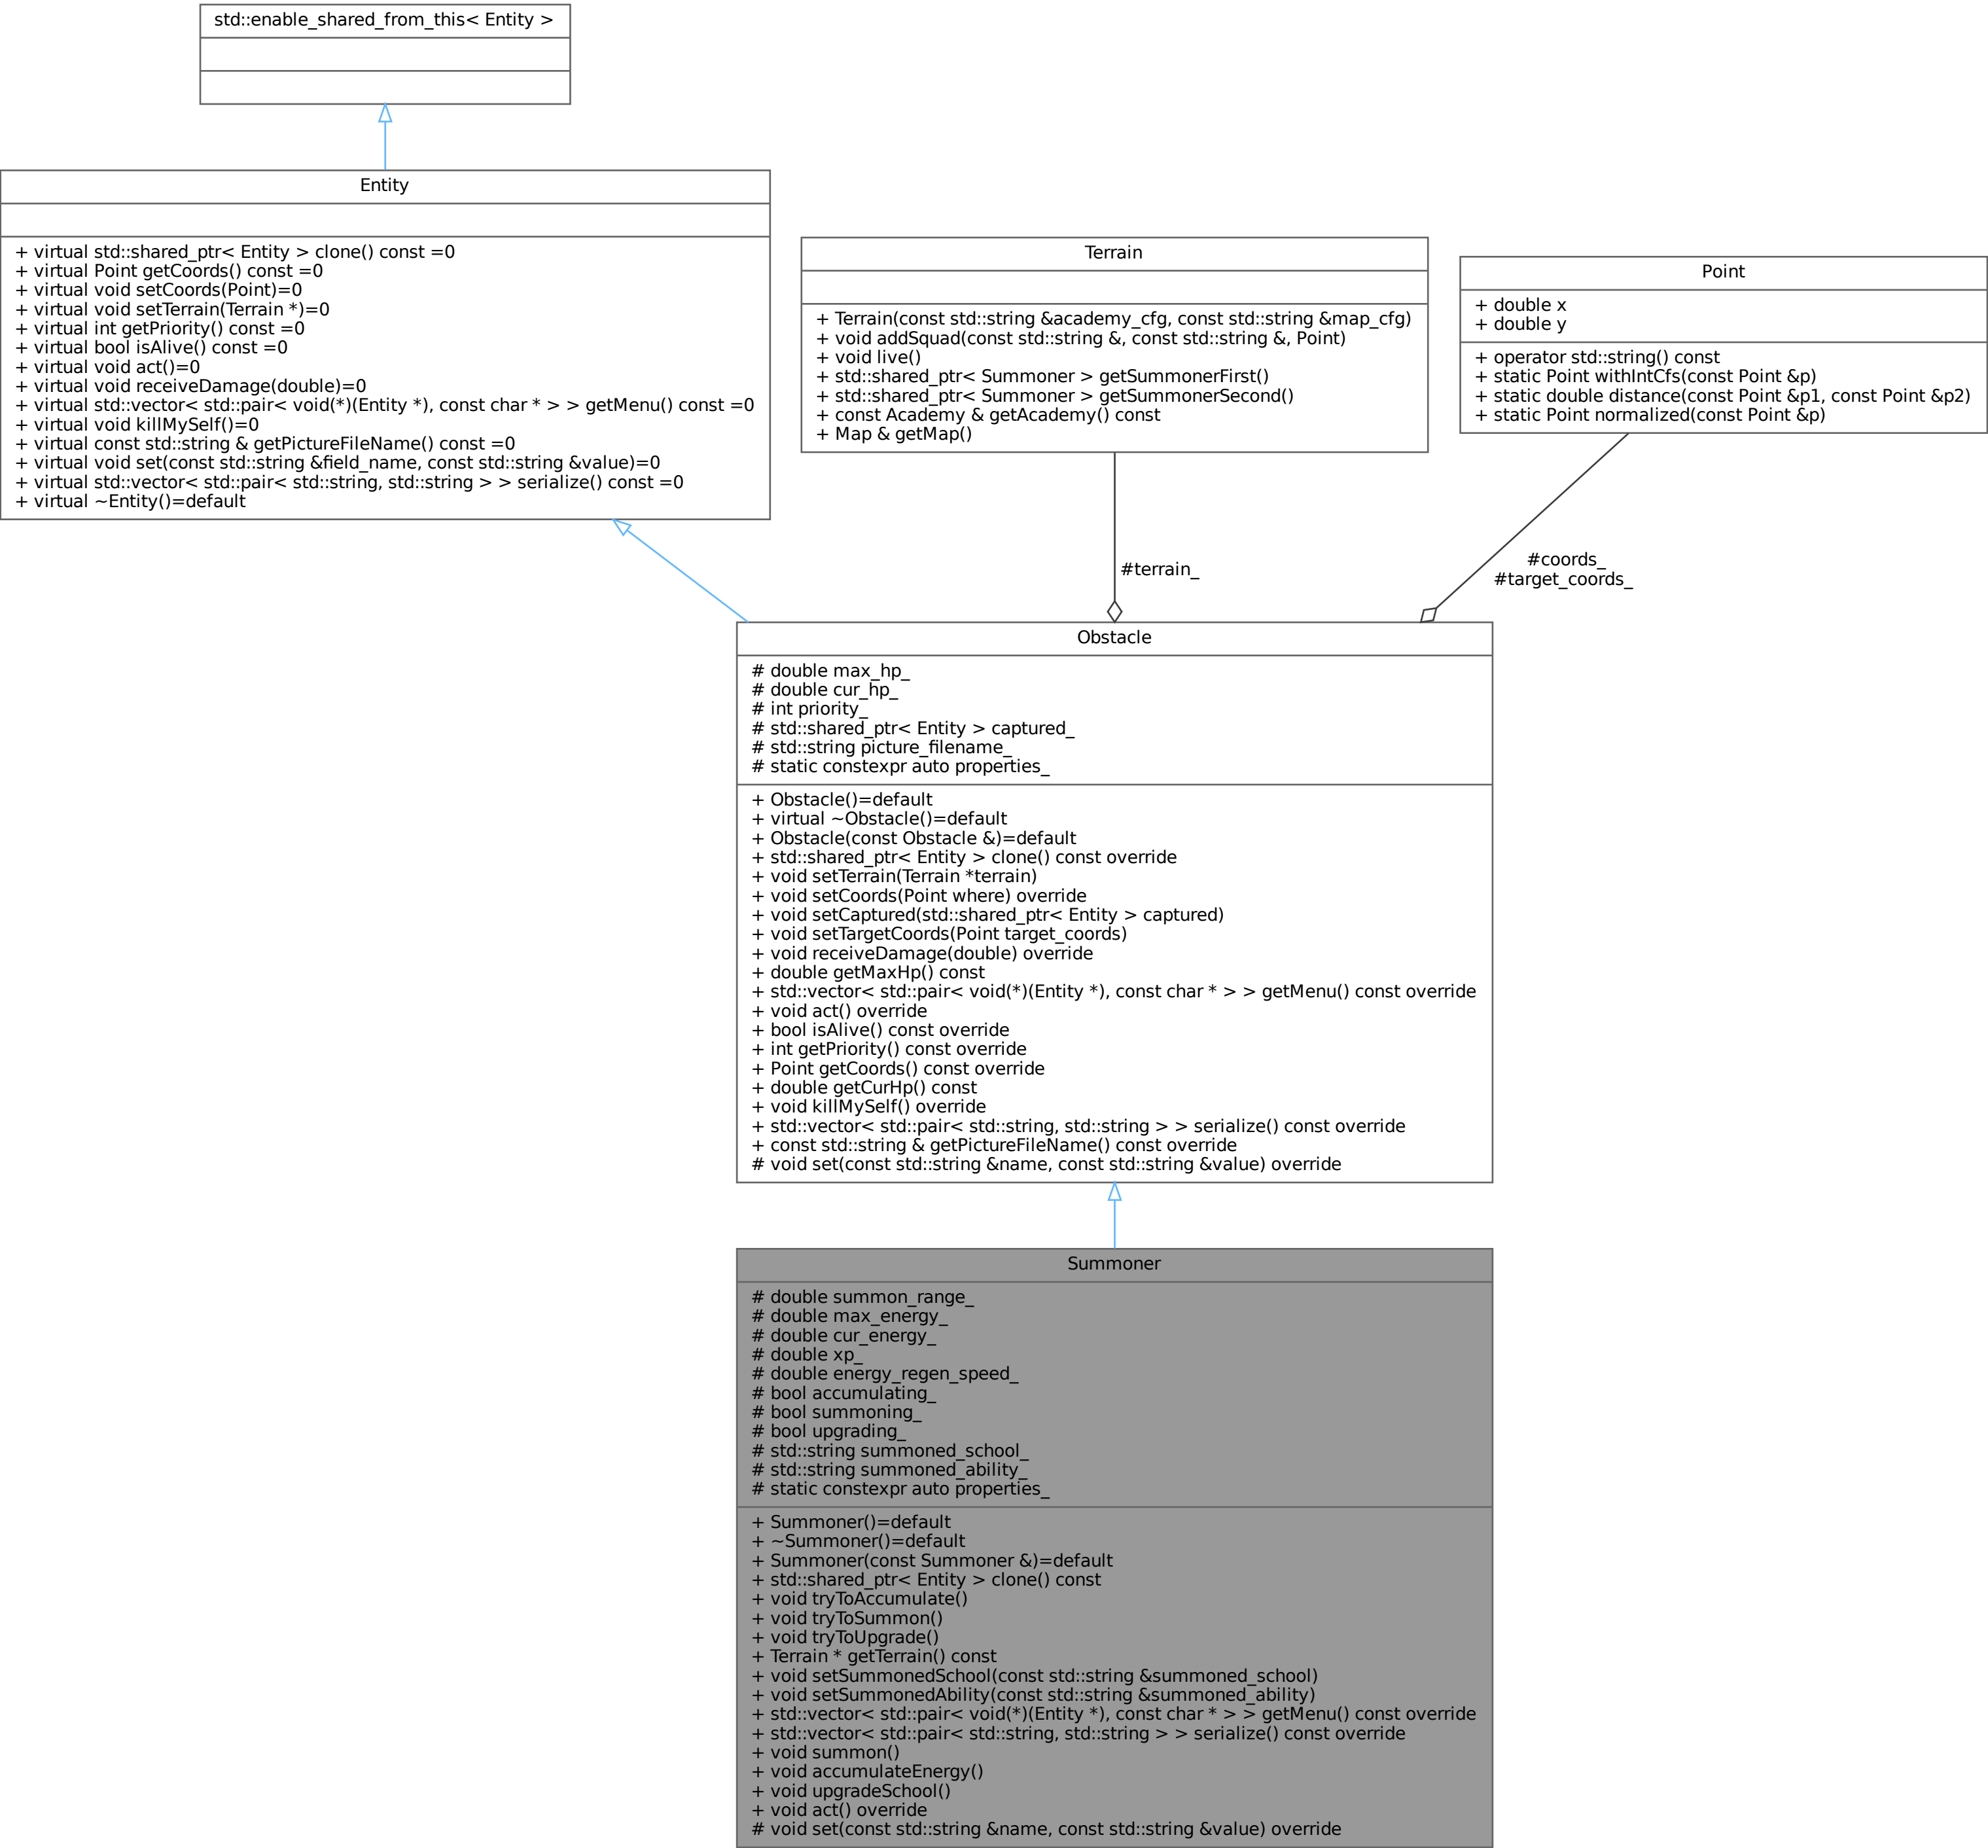 std::enable_shared_from_this< Entity >
Entity
+ virtual std::shared_ptr< Entity > clone() const =0
+ virtual Point getCoords() const =0
+ virtual void setCoords(Point)=0
+ virtual void setTerrain(Terrain *)=0
+ virtual int getPriority() const =0
+ virtual bool isAlive() const =0
+ virtual void act()=0
+ virtual void receiveDamage(double)=0
+ virtual std::vector< std::pair< void(*)(Entity *), const char * > > getMenu() const =0
+ virtual void killMySelf()=0
+ virtual const std::string & getPictureFileName() const =0
+ virtual void set(const std::string &field_name, const std::string &value)=0
+ virtual std::vector< std::pair< std::string, std::string > > serialize() const =0
+ virtual ~Entity()=default
Terrain
+ Terrain(const std::string &academy_cfg, const std::string &map_cfg)
+ void addSquad(const std::string &, const std::string &, Point)
+ void live()
+ std::shared_ptr< Summoner > getSummonerFirst()
+ std::shared_ptr< Summoner > getSummonerSecond()
+ const Academy & getAcademy() const
+ Map & getMap()
Point
+ double x
+ double y
+ operator std::string() const
+ static Point withIntCfs(const Point &p)
+ static double distance(const Point &p1, const Point &p2)
+ static Point normalized(const Point &p)
#terrain_
#coords_
#target_coords_
Obstacle
# double max_hp_
# double cur_hp_
# int priority_
# std::shared_ptr< Entity > captured_
# std::string picture_filename_
# static constexpr auto properties_
+ Obstacle()=default
+ virtual ~Obstacle()=default
+ Obstacle(const Obstacle &)=default
+ std::shared_ptr< Entity > clone() const override
+ void setTerrain(Terrain *terrain)
+ void setCoords(Point where) override
+ void setCaptured(std::shared_ptr< Entity > captured)
+ void setTargetCoords(Point target_coords)
+ void receiveDamage(double) override
+ double getMaxHp() const
+ std::vector< std::pair< void(*)(Entity *), const char * > > getMenu() const override
+ void act() override
+ bool isAlive() const override
+ int getPriority() const override
+ Point getCoords() const override
+ double getCurHp() const
+ void killMySelf() override
+ std::vector< std::pair< std::string, std::string > > serialize() const override
+ const std::string & getPictureFileName() const override
# void set(const std::string &name, const std::string &value) override
Summoner
# double summon_range_
# double max_energy_
# double cur_energy_
# double xp_
# double energy_regen_speed_
# bool accumulating_
# bool summoning_
# bool upgrading_
# std::string summoned_school_
# std::string summoned_ability_
# static constexpr auto properties_
+ Summoner()=default
+ ~Summoner()=default
+ Summoner(const Summoner &)=default
+ std::shared_ptr< Entity > clone() const
+ void tryToAccumulate()
+ void tryToSummon()
+ void tryToUpgrade()
+ Terrain * getTerrain() const
+ void setSummonedSchool(const std::string &summoned_school)
+ void setSummonedAbility(const std::string &summoned_ability)
+ std::vector< std::pair< void(*)(Entity *), const char * > > getMenu() const override
+ std::vector< std::pair< std::string, std::string > > serialize() const override
+ void summon()
+ void accumulateEnergy()
+ void upgradeSchool()
+ void act() override
# void set(const std::string &name, const std::string &value) override